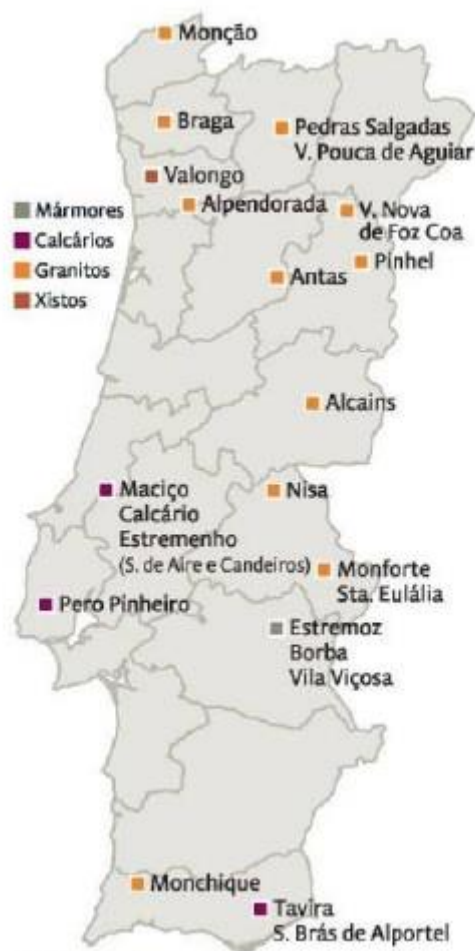 Monção
Braga
Pedras Salgadas
V. Pouca de Aguiar
Valongo
Alpendorada
V. Nova
de Foz Coa
Mármores
Calcários
Granitos
Xistos
Pinhel
Antas
Alcains
Maciço
Calcário
Estremenho
(S. de Aire e Candeiros)
Nisa
Monforte
Sta. Eulália
Pero Pinheiro
Estremoz
Borba
Vila Viçosa
Monchique
Tavira
S. Brás de Alportel